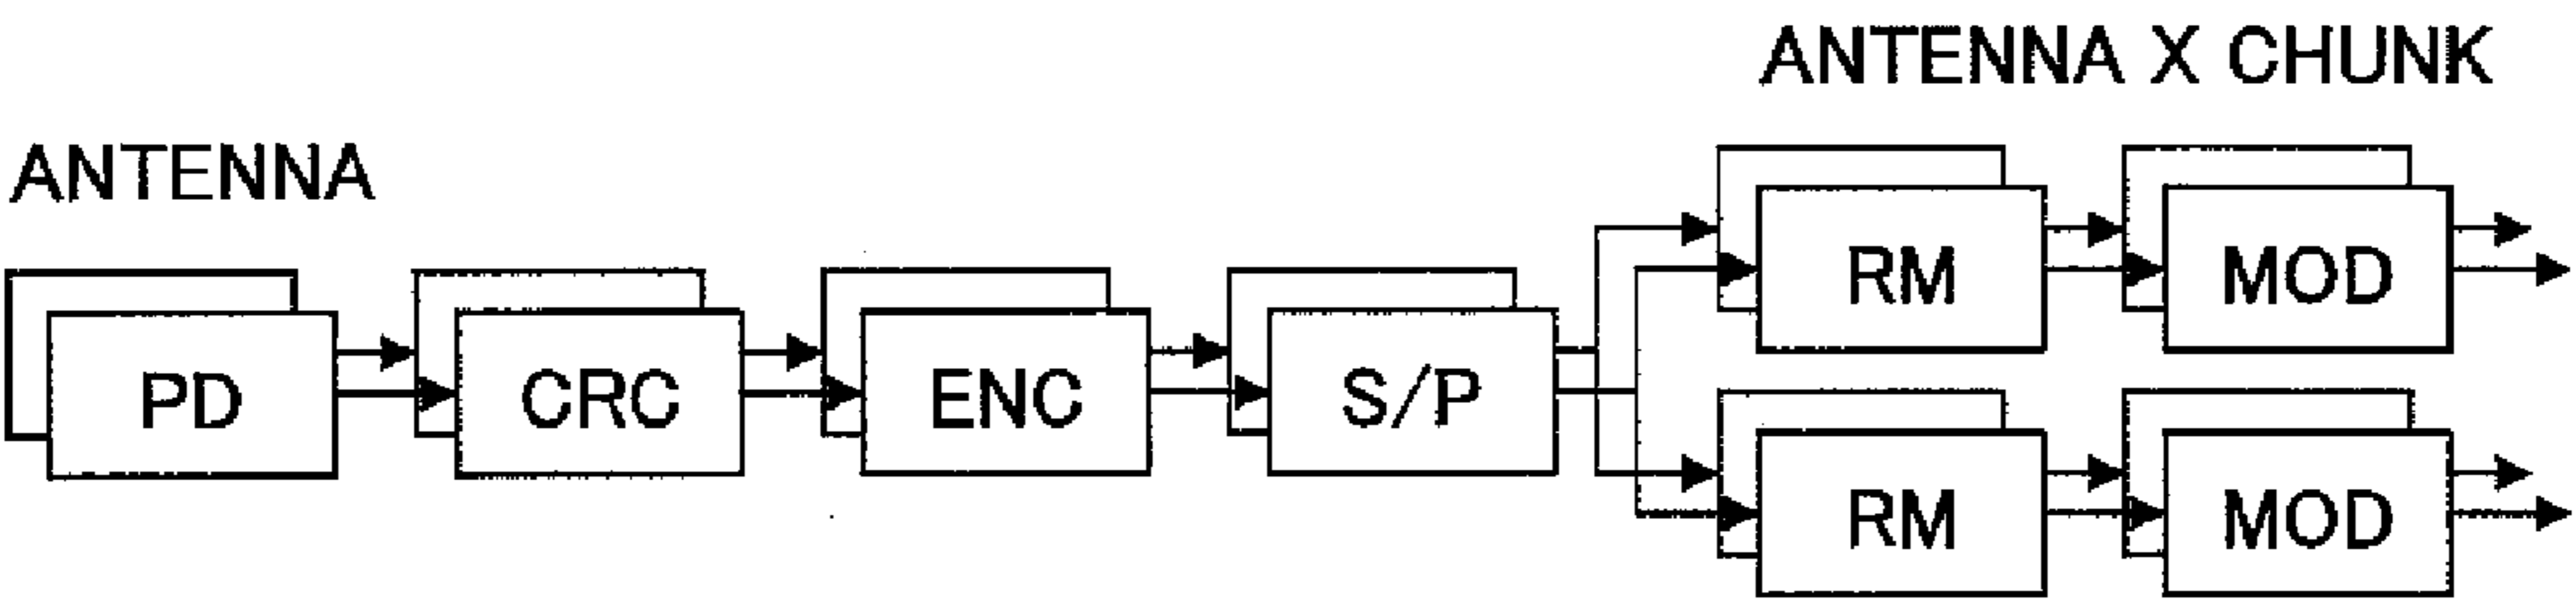 ANTENNA X CHUNK
ANTENNA
RM MOD
PD CRC ENC S/P
RM MOD